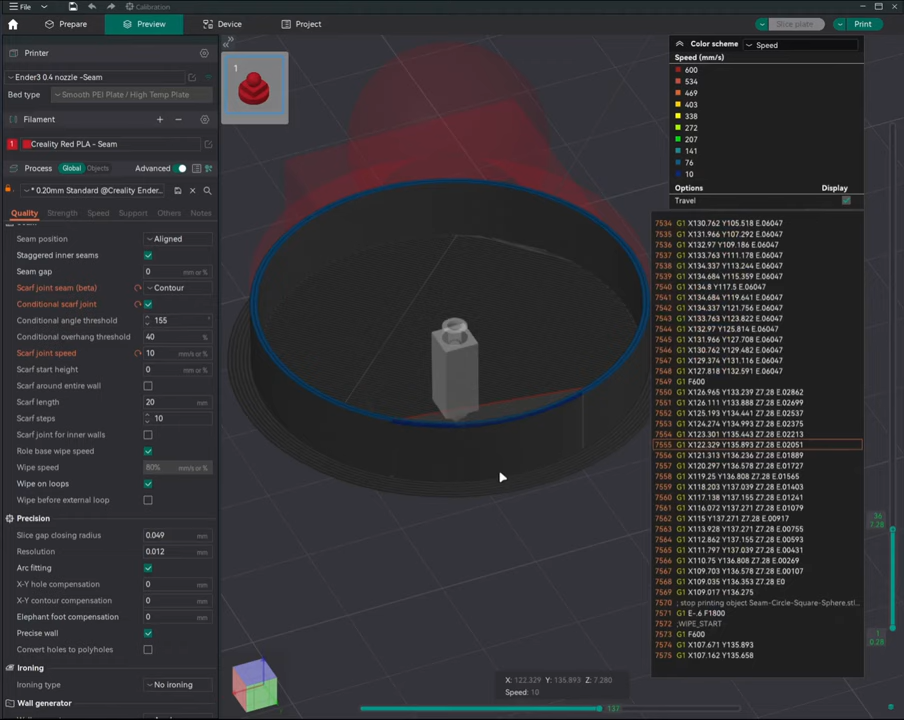 File
Calibration
Prepare
Preview
Device
Project
Slice plate
Print
Printer
Ender3 0.4 nozzle -Seam
Bed type
Smooth PEI Plate / High Temp Plate
Filament
1
Creality Red PLA - Seam
Process
Global
Objects
Advanced
* 0.20mm Standard @Creality Ender...
Quality
Strength
Speed
Support
Others
Notes
Seam
Seam position
Aligned
Staggered inner seams
Seam gap
0
mm or %
Scarf joint seam (beta)
Contour
Conditional scarf joint
Conditional angle threshold
155
°
Conditional overhang threshold
40
%
Scarf joint speed
10
mm/s or %
Scarf start height
0
mm or %
Scarf around entire wall
Scarf length
20
mm
Scarf steps
10
Scarf joint for inner walls
Role base wipe speed
Wipe speed
80%
mm/s or %
Wipe on loops
Wipe before external loop
Precision
Slice gap closing radius
0.049
mm
Resolution
0.012
mm
Arc fitting
X-Y hole compensation
0
mm
X-Y contour compensation
0
mm
Elephant foot compensation
0
mm
Precise wall
Convert holes to polyholes
Ironing
Ironing type
No ironing
Wall generator
1
Color scheme
Speed
Speed (mm/s)
600
534
469
403
338
272
207
141
76
10
Options
Display
Travel
7534 G1 X130.762 Y105.518 E.06047
7535 G1 X131.966 Y107.292 E.06047
7536 G1 X132.97 Y109.186 E.06047
7537 G1 X133.763 Y111.178 E.06047
7538 G1 X134.337 Y113.244 E.06047
7539 G1 X134.684 Y115.359 E.06047
7540 G1 X134.8 Y117.5 E.06047
7541 G1 X134.684 Y119.641 E.06047
7542 G1 X134.337 Y121.756 E.06047
7543 G1 X133.763 Y123.822 E.06047
7544 G1 X132.97 Y125.814 E.06047
7545 G1 X131.966 Y127.708 E.06047
7546 G1 X130.762 Y129.482 E.06047
7547 G1 X129.374 Y131.116 E.06047
7548 G1 X127.818 Y132.591 E.06047
7549 G1 F600
7550 G1 X126.965 Y133.239 Z7.28 E.02862
7551 G1 X126.111 Y133.888 Z7.28 E.02699
7552 G1 X125.193 Y134.441 Z7.28 E.02537
7553 G1 X124.274 Y134.993 Z7.28 E.02375
7554 G1 X123.301 Y135.443 Z7.28 E.02213
7555 G1 X122.329 Y135.893 Z7.28 E.02051
7556 G1 X121.313 Y136.236 Z7.28 E.01889
7557 G1 X120.297 Y136.578 Z7.28 E.01727
7558 G1 X119.25 Y136.808 Z7.28 E.01565
7559 G1 X118.203 Y137.039 Z7.28 E.01403
7560 G1 X117.138 Y137.155 Z7.28 E.01241
7561 G1 X116.072 Y137.271 Z7.28 E.01079
7562 G1 X115 Y137.271 Z7.28 E.00917
7563 G1 X113.928 Y137.271 Z7.28 E.00755
7564 G1 X112.862 Y137.155 Z7.28 E.00593
7565 G1 X111.797 Y137.039 Z7.28 E.00431
7566 G1 X110.75 Y136.808 Z7.28 E.00269
7567 G1 X109.703 Y136.578 Z7.28 E.00107
7568 G1 X109.035 Y136.353 Z7.28 E0
7569 G1 X109.017 Y136.275
7570 ; stop printing object Seam-Circle-Square-Sphere.stl...
7571 G1 E-.6 F1800
7572 ;WIPE_START
7573 G1 F600
7574 G1 X107.671 Y135.893
7575 G1 X107.162 Y135.658
36
7.28
1
0.28
X: 122.329 Y: 135.893 Z: 7.280
Speed: 10
131